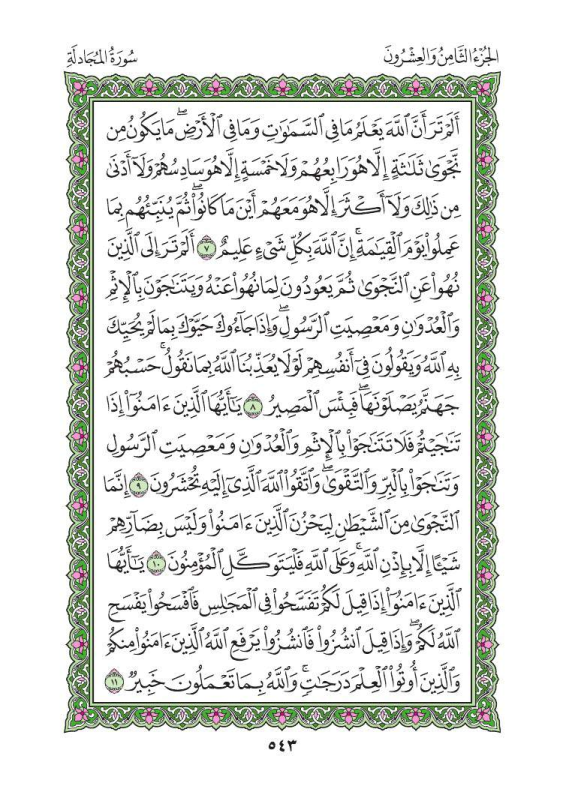 الجُزْءُ الثَّامِنُ وَالعِشْرُونَ
سُورَةُ المُجَادلَةِ
أَلَمۡ تَرَ أَنَّ ٱللَّهَ يَعۡلَمُ مَا فِي ٱلسَّمَٰوَٰتِ وَمَا فِي ٱلۡأَرۡضِۖ مَا يَكُونُ مِن
نَّجۡوَىٰ ثَلَٰثَةٍ إِلَّا هُوَ رَابِعُهُمۡ وَلَا خَمۡسَةٍ إِلَّا هُوَ سَادِسُهُمۡ وَلَآ أَدۡنَىٰ
مِن ذَٰلِكَ وَلَآ أَكۡثَرَ إِلَّا هُوَ مَعَهُمۡ أَيۡنَ مَا كَانُواْۖ ثُمَّ يُنَبِّئُهُم بِمَا
عَمِلُواْ يَوۡمَ ٱلۡقِيَٰمَةِۚ إِنَّ ٱللَّهَ بِكُلِّ شَيۡءٍ عَلِيمٌ ٧ أَلَمۡ تَرَ إِلَى ٱلَّذِينَ
نُهُواْ عَنِ ٱلنَّجۡوَىٰ ثُمَّ يَعُودُونَ لِمَا نُهُواْ عَنۡهُ وَيَتَنَٰجَوۡنَ بِٱلۡإِثۡمِ
وَٱلۡعُدۡوَٰنِ وَمَعۡصِيَتِ ٱلرَّسُولِۖ وَإِذَا جَآءُوكَ حَيَّوۡكَ بِمَا لَمۡ يُحَيِّكَ
بِهِ ٱللَّهُ وَيَقُولُونَ فِيٓ أَنفُسِهِمۡ لَوۡلَا يُعَذِّبُنَا ٱللَّهُ بِمَا نَقُولُۚ حَسۡبُهُمۡ
جَهَنَّمُ يَصۡلَوۡنَهَاۖ فَبِئۡسَ ٱلۡمَصِيرُ ٨ يَٰٓأَيُّهَا ٱلَّذِينَ ءَامَنُوٓاْ إِذَا
تَنَٰجَيۡتُمۡ فَلَا تَتَنَٰجَوۡاْ بِٱلۡإِثۡمِ وَٱلۡعُدۡوَٰنِ وَمَعۡصِيَتِ ٱلرَّسُولِ
وَتَنَٰجَوۡاْ بِٱلۡبِرِّ وَٱلتَّقۡوَىٰۖ وَٱتَّقُواْ ٱللَّهَ ٱلَّذِيٓ إِلَيۡهِ تُحۡشَرُونَ ٩ إِنَّمَا
ٱلنَّجۡوَىٰ مِنَ ٱلشَّيۡطَٰنِ لِيَحۡزُنَ ٱلَّذِينَ ءَامَنُواْ وَلَيۡسَ بِضَآرِّهِمۡ
شَيۡـًٔا إِلَّا بِإِذۡنِ ٱللَّهِۚ وَعَلَى ٱللَّهِ فَلۡيَتَوَكَّلِ ٱلۡمُؤۡمِنُونَ ١٠ يَٰٓأَيُّهَا
ٱلَّذِينَ ءَامَنُوٓاْ إِذَا قِيلَ لَكُمۡ تَفَسَّحُواْ فِي ٱلۡمَجَٰلِسِ فَٱفۡسَحُواْ يَفۡسَحِ
ٱللَّهُ لَكُمۡۖ وَإِذَا قِيلَ ٱنشُزُواْ فَٱنشُزُواْ يَرۡفَعِ ٱللَّهُ ٱلَّذِينَ ءَامَنُواْ مِنكُمۡ
وَٱلَّذِينَ أُوتُواْ ٱلۡعِلۡمَ دَرَجَٰتٖۚ وَٱللَّهُ بِمَا تَعۡمَلُونَ خَبِيرٞ ١١
٥٤٣